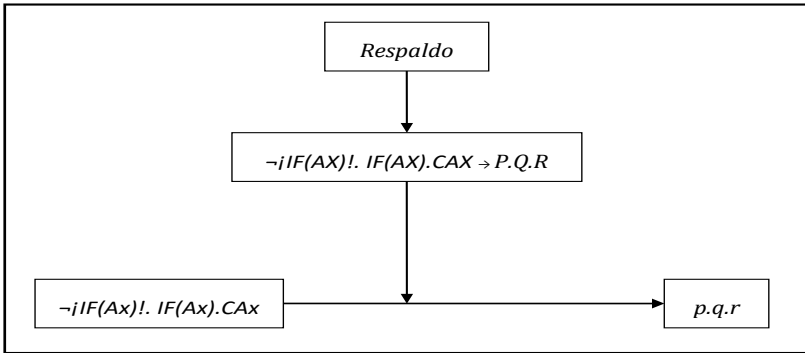 Respaldo
¬¡IF(AX)!. IF(AX).CAX → P.Q.R
¬¡IF(Ax)!. IF(Ax).CAx
p.q.r